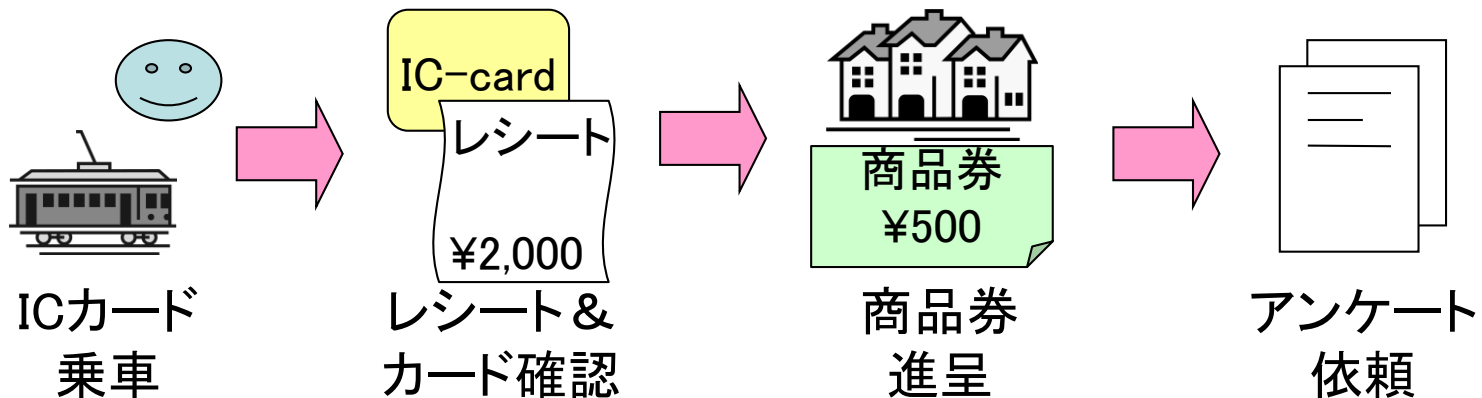 IC-card
レシート
¥2,000
商品券
¥500
ICカード
乗車
レシート＆
カード確認
商品券
進呈
アンケート
依頼